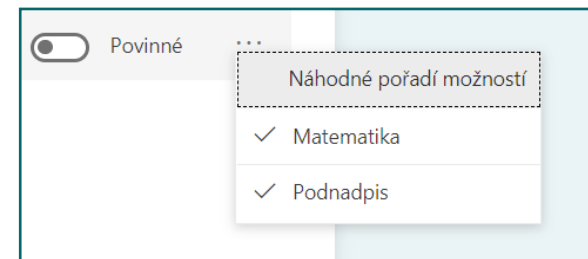 Povinné ...
Náhodné pořadí možností
Matematika
Podnadpis